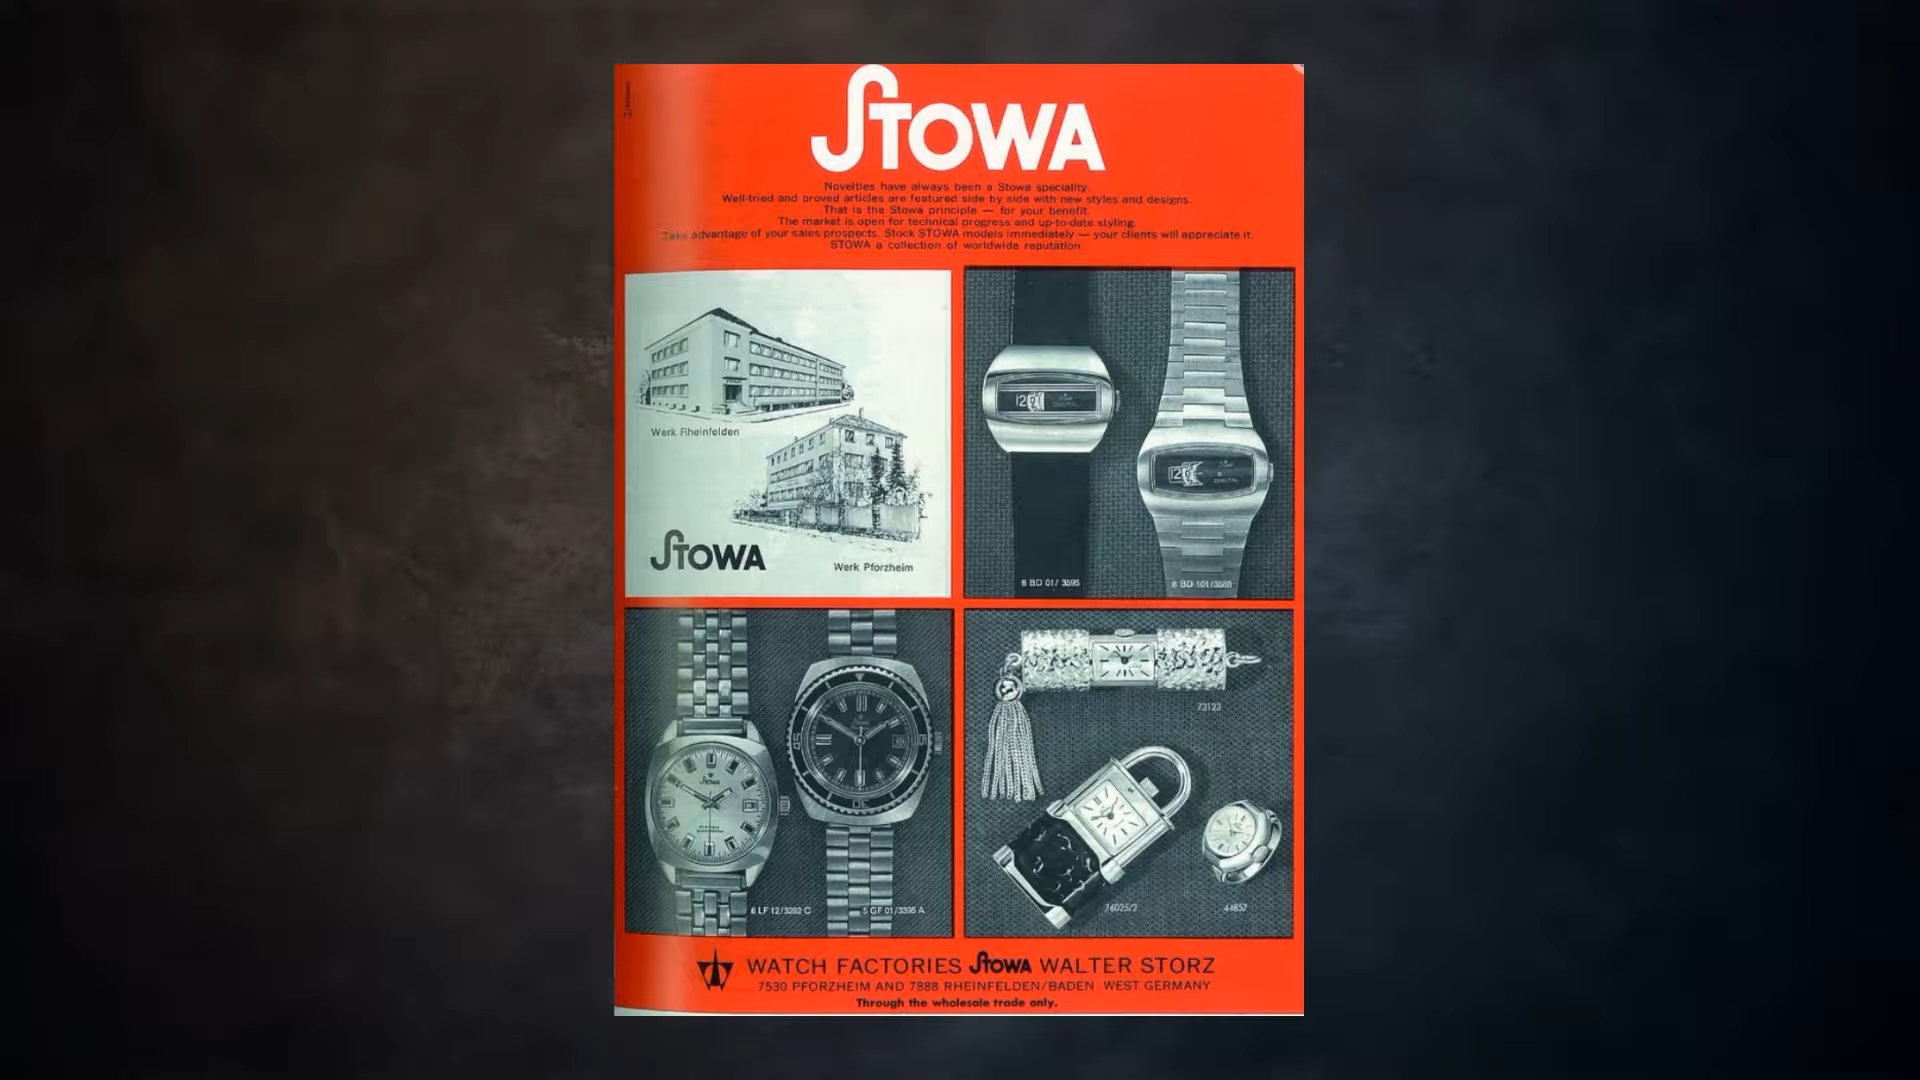 STOWA
Novelties have always been a Stowa speciality.
Well-tried and proved articles are featured side by side with new styles and designs.
That is the Stowa principle — for your benefit.
The market is open for technical progress and up-to-date styling.
Take advantage of your sales prospects. Stock STOWA models immediately — your clients will appreciate it.
STOWA a collection of worldwide reputation.
Werk Rheinfelden
STOWA
Werk Pforzheim
12
12
DIGITAL
8 BD 01/ 3595
8 BD 101/3588
Stowa
6 LF 12/3282 C
5 GF 01/3395 A
73123
76025/2
44857
WATCH FACTORIES STOWA WALTER STORZ
7530 PFORZHEIM AND 7888 RHEINFELDEN/BADEN WEST GERMANY
Through the wholesale trade only.